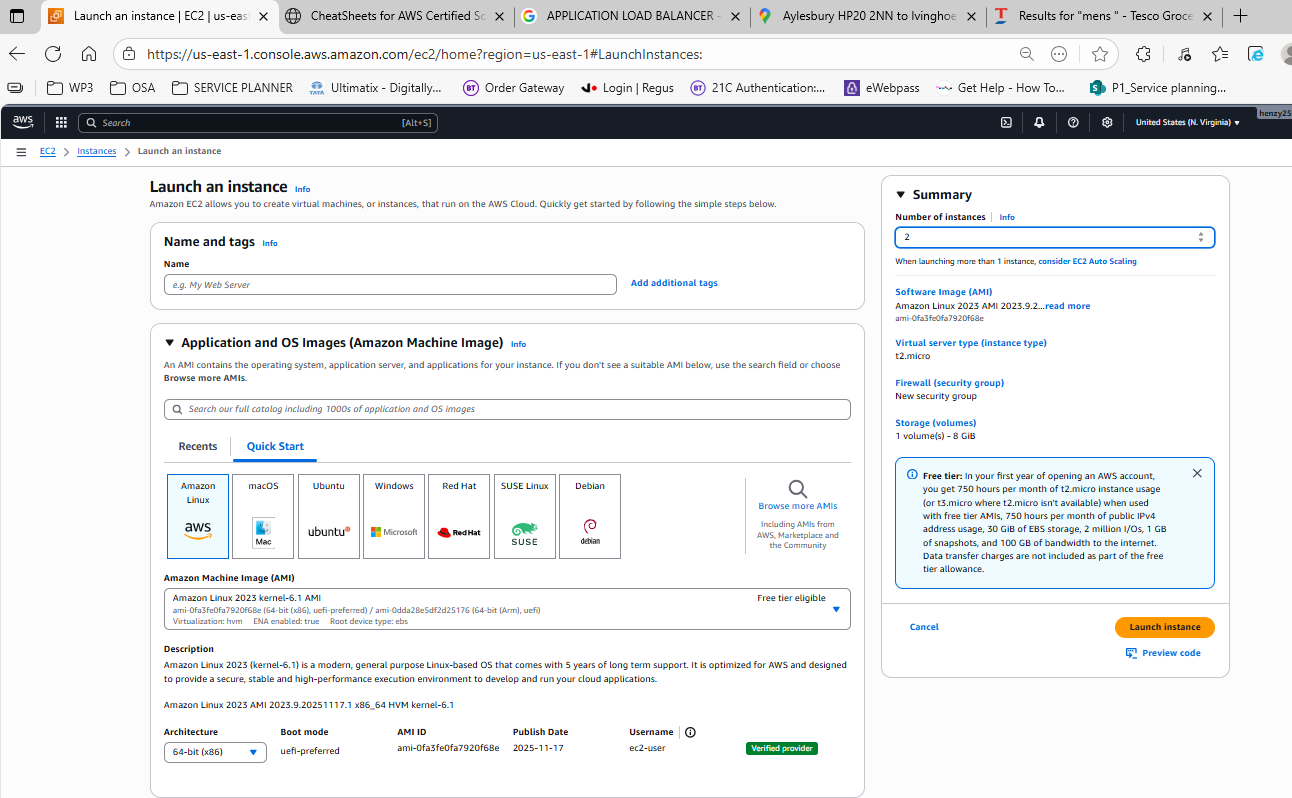 Launch an instance | EC2 | us-eas
CheatSheets for AWS Certified So
APPLICATION LOAD BALANCER -
Aylesbury HP20 2NN to Ivinghoe
Results for "mens " - Tesco Groce
https://us-east-1.console.aws.amazon.com/ec2/home?region=us-east-1#LaunchInstances:
WP3
OSA
SERVICE PLANNER
TATA
Ultimatix - Digitally...
BT
Order Gateway
Login | Regus
BT
21C Authentication:...
eWebpass
Get Help - How To...
P1_Service planning...
aws
Search
[Alt+S]
United States (N. Virginia)
henzy25
EC2
Instances
Launch an instance
Launch an instance Info
Amazon EC2 allows you to create virtual machines, or instances, that run on the AWS Cloud. Quickly get started by following the simple steps below.
Name and tags Info
Name
e.g. My Web Server
Add additional tags
Application and OS Images (Amazon Machine Image) Info
An AMI contains the operating system, application server, and applications for your instance. If you don't see a suitable AMI below, use the search field or choose
Browse more AMIs.
Search our full catalog including 1000s of application and OS images
Recents
Quick Start
Amazon
Linux
aws
macOS
Mac
Ubuntu
ubuntu
Windows
Microsoft
Red Hat
Red Hat
SUSE Linux
SUSE
Debian
debian
Browse more AMIs
Including AMIs from
AWS, Marketplace and
the Community
Amazon Machine Image (AMI)
Amazon Linux 2023 kernel-6.1 AMI
Free tier eligible
ami-0fa3fe0fa7920f68e (64-bit (x86), uefi-preferred) / ami-0dda28e5df2d25176 (64-bit (Arm), uefi)
Virtualization: hvm ENA enabled: true Root device type: ebs
Description
Amazon Linux 2023 (kernel-6.1) is a modern, general purpose Linux-based OS that comes with 5 years of long term support. It is optimized for AWS and designed
to provide a secure, stable and high-performance execution environment to develop and run your cloud applications.
Amazon Linux 2023 AMI 2023.9.20251117.1 x86_64 HVM kernel-6.1
Architecture
64-bit (x86)
Boot mode
uefi-preferred
AMI ID
ami-0fa3fe0fa7920f68e
Publish Date
2025-11-17
Username
ec2-user
Verified provider
Summary
Number of instances Info
2
When launching more than 1 instance, consider EC2 Auto Scaling
Software Image (AMI)
Amazon Linux 2023 AMI 2023.9.2...read more
ami-0fa3fe0fa7920f68e
Virtual server type (instance type)
t2.micro
Firewall (security group)
New security group
Storage (volumes)
1 volume(s) - 8 GiB
Free tier: In your first year of opening an AWS account,
you get 750 hours per month of t2.micro instance usage
(or t3.micro where t2.micro isn't available) when used
with free tier AMIs, 750 hours per month of public IPv4
address usage, 30 GiB of EBS storage, 2 million I/Os, 1 GB
of snapshots, and 100 GB of bandwidth to the internet.
Data transfer charges are not included as part of the free
tier allowance.
Cancel
Launch instance
Preview code